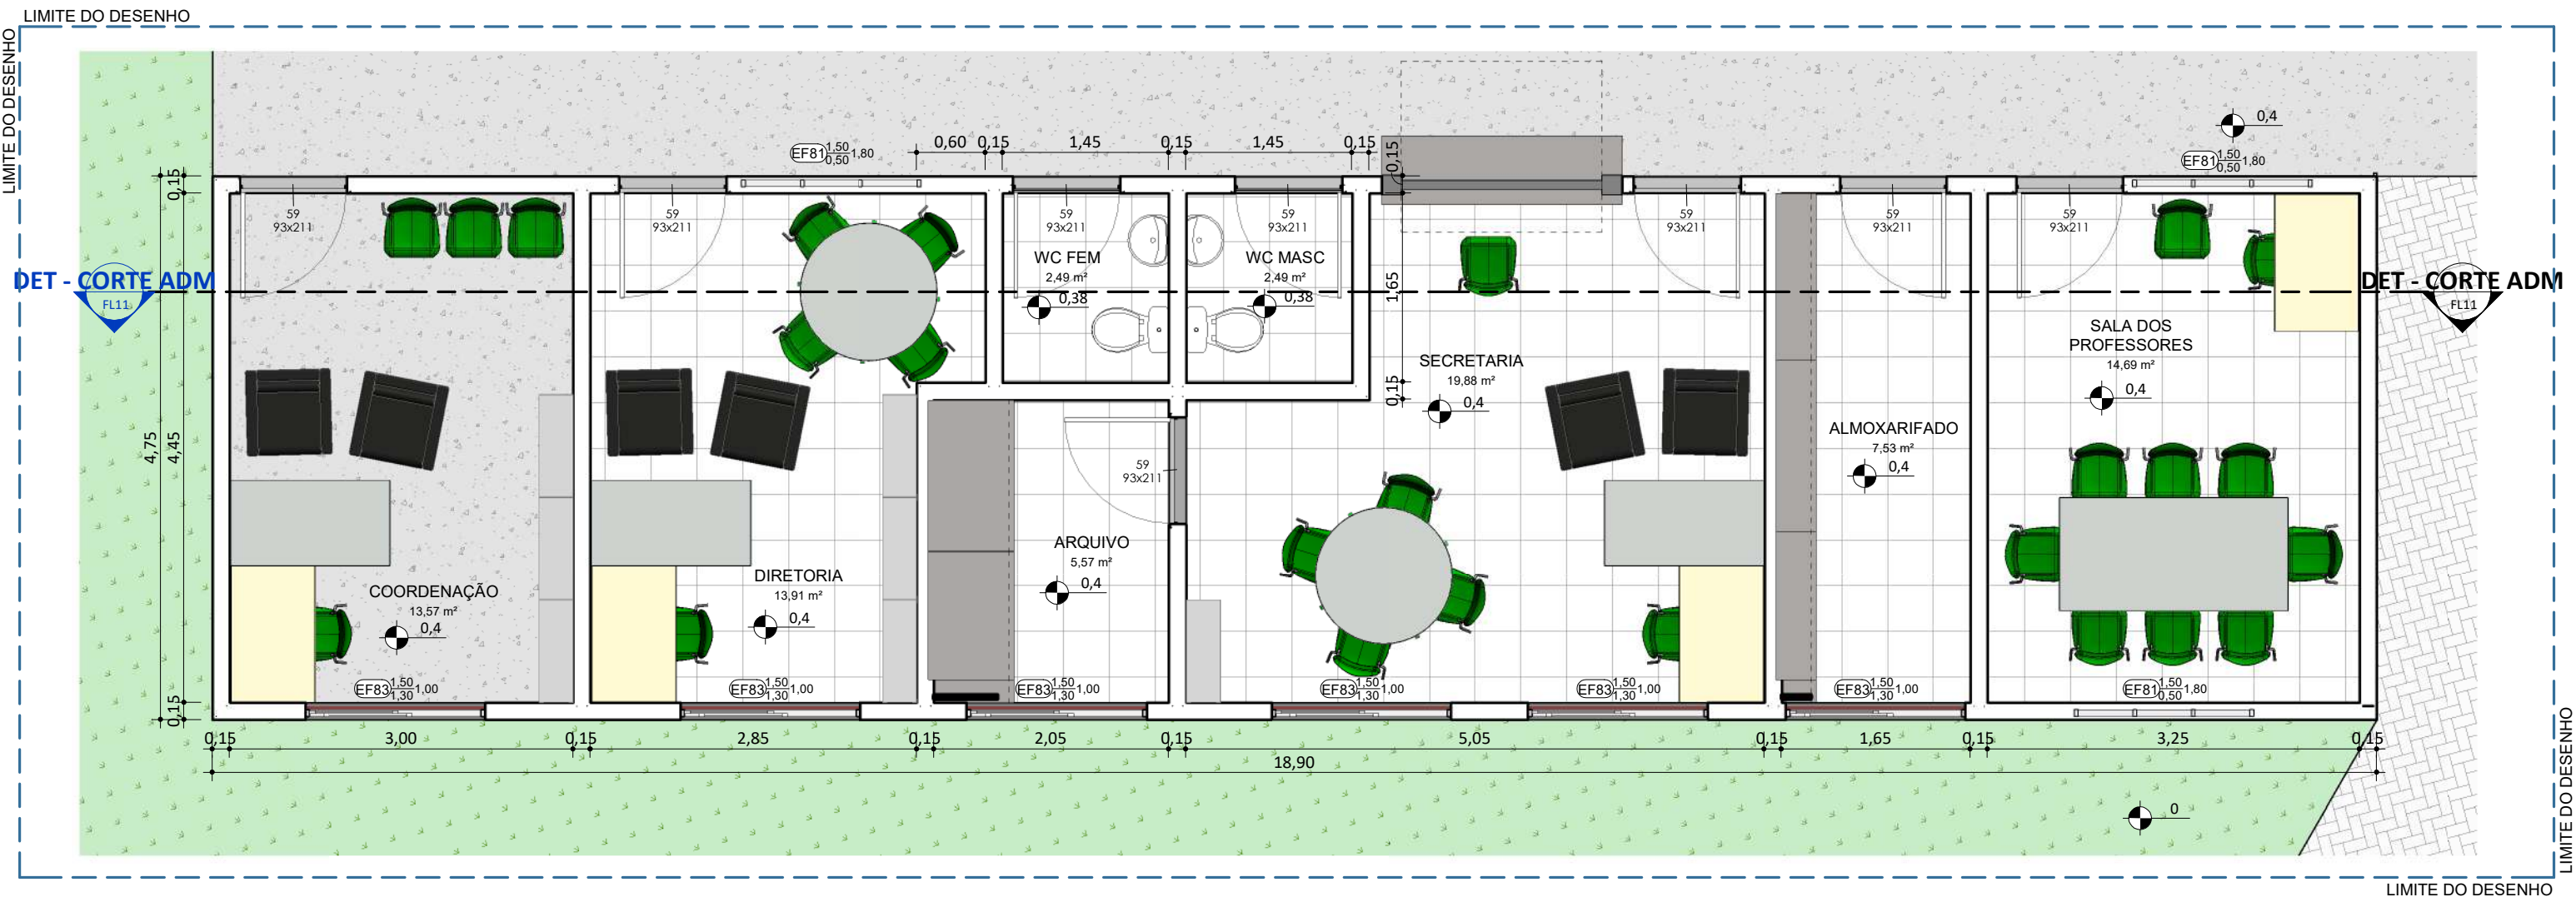 LIMITE DO DESENHO
LIMITE DO DESENHO
0,4
0,60
0,15
1,45
0,15
1,45
0,15
0,15
EF81 1,50
0,50 1,80
EF81 1,50
0,50 1,80
0,15
59
93x211
59
93x211
59
93x211
59
93x211
59
93x211
59
93x211
59
93x211
DET - CORTE ADM
FL11
WC FEM
2,49 m²
0,38
WC MASC
2,49 m²
0,38
1,65
DET - CORTE ADM
FL11
SALA DOS
PROFESSORES
14,69 m²
0,4
SECRETARIA
19,88 m²
0,4
0,15
ALMOXARIFADO
7,53 m²
0,4
4,75
4,45
59
93x211
ARQUIVO
5,57 m²
0,4
DIRETORIA
13,91 m²
0,4
COORDENAÇÃO
13,57 m²
0,4
EF83 1,50
1,30 1,00
EF83 1,50
1,30 1,00
EF83 1,50
1,30 1,00
EF83 1,50
1,30 1,00
EF83 1,50
1,30 1,00
EF83 1,50
1,30 1,00
EF81 1,50
0,50 1,80
0,15
0,15
3,00
0,15
2,85
0,15
2,05
0,15
5,05
0,15
1,65
0,15
3,25
0,15
18,90
0
LIMITE DO DESENHO
LIMITE DO DESENHO